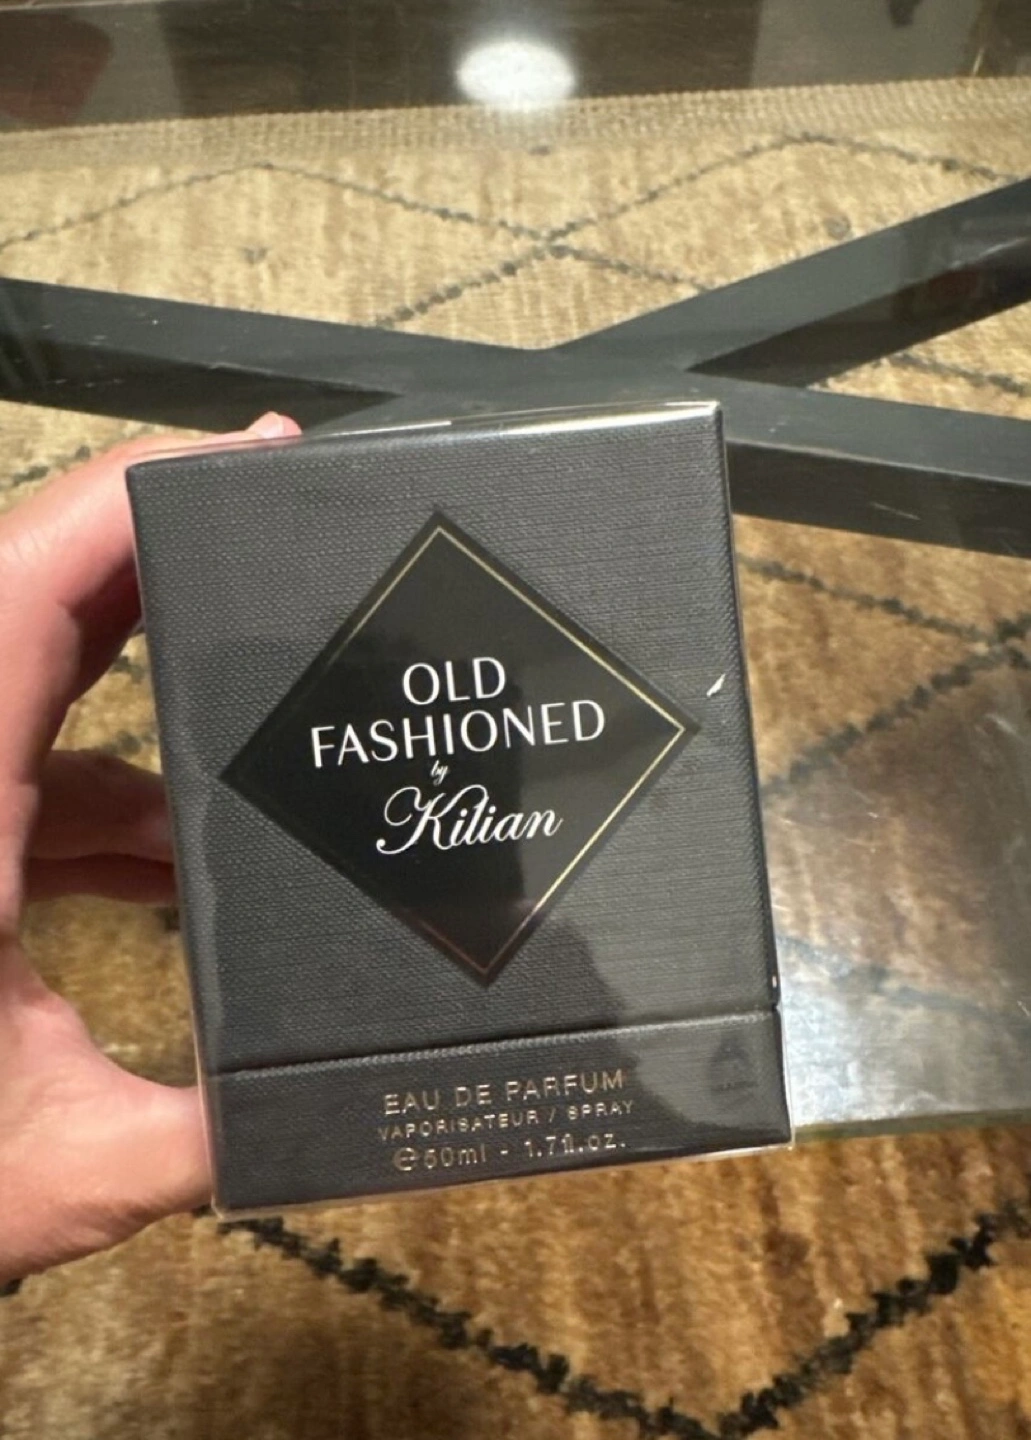 OLD
FASHIONED
by
Kilian
EAU DE PARFUM
VAPORISATEUR / SPRAY
℮50ml - 1.7fl.oz.